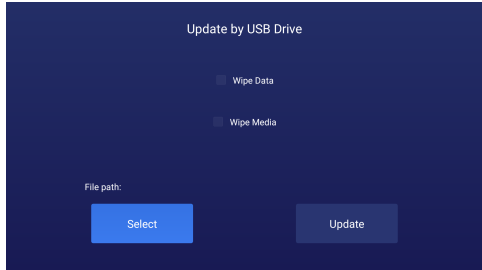 Update by USB Drive
Wipe Data
Wipe Media
File path:
Select
Update